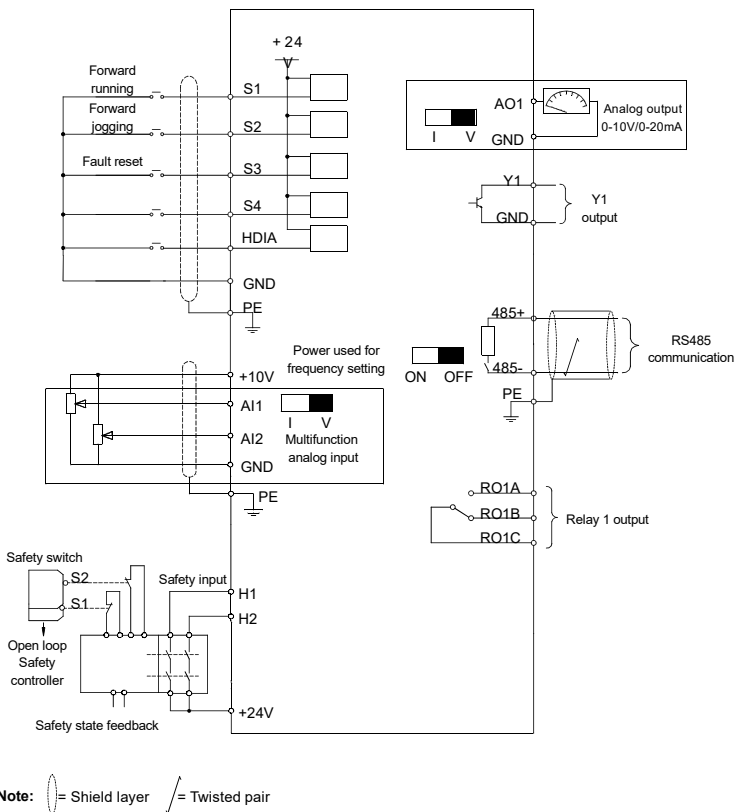 + 24
V
Forward
running
S1
Forward
jogging
S2
Fault reset
S3
S4
HDIA
GND
PE
AO1
I V
GND
Analog output
0-10V/0-20mA
Y1
GND
Y1
output
485+
ON OFF
485-
PE
RS485
communication
Power used for
frequency setting
+10V
AI1
I V
AI2
Multifunction
analog input
GND
PE
RO1A
RO1B
RO1C
Relay 1 output
Safety switch
S2
S1
Safety input
H1
H2
Open loop
Safety
controller
+24V
Safety state feedback
Note: = Shield layer = Twisted pair